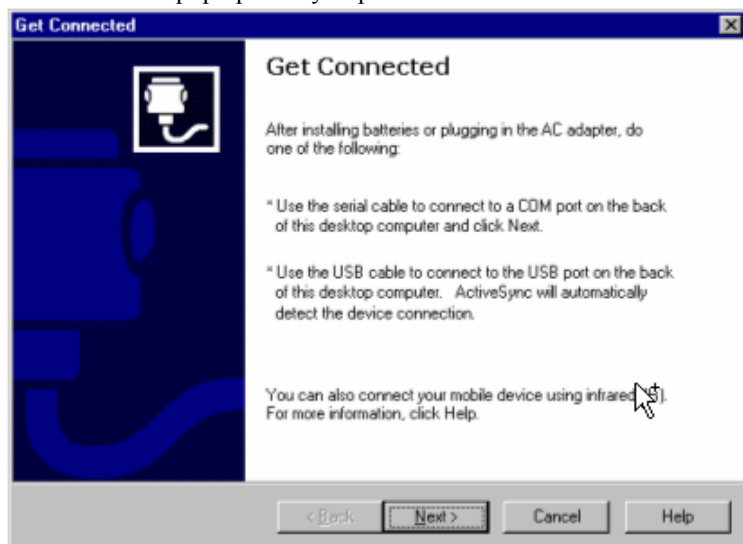 Get Connected
Get Connected
After installing batteries or plugging in the AC adapter, do
one of the following:
* Use the serial cable to connect to a COM port on the back
of this desktop computer and click Next.
* Use the USB cable to connect to the USB port on the back
of this desktop computer. ActiveSync will automatically
detect the device connection.
You can also connect your mobile device using infrared
For more information, click Help.
< Back Next > Cancel Help